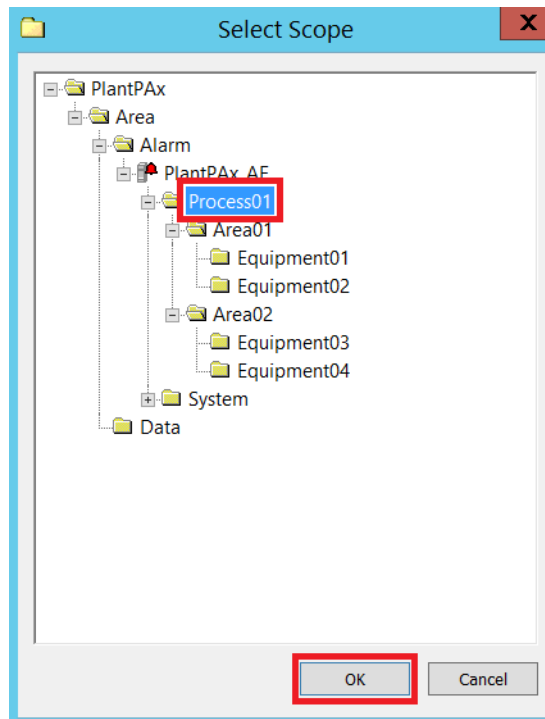 Select Scope
X
PlantPAx
Area
Alarm
PlantPAx_AE
Process01
Area01
Equipment01
Equipment02
Area02
Equipment03
Equipment04
System
Data
OK Cancel